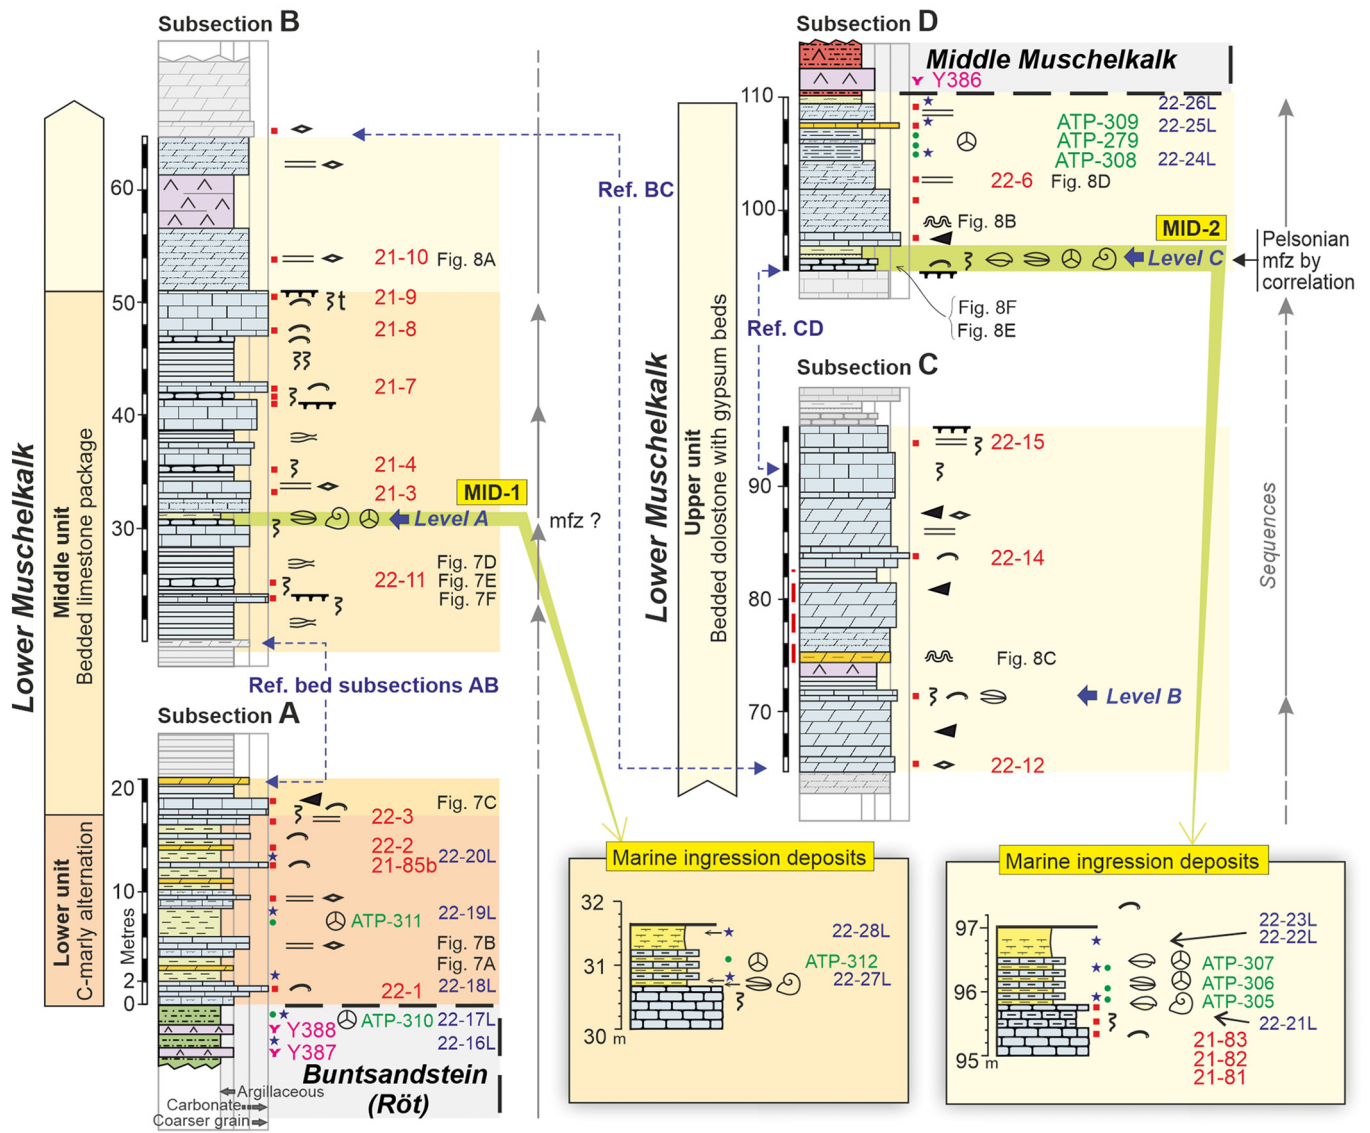 Subsection B
60
50
40
30
21-10 Fig. 8A
21-9
t
21-8
21-7
21-4
21-3
MID-1
Level A
mfz ?
Fig. 7D
22-11 Fig. 7E
Fig. 7F
Ref. bed subsections AB
Lower Muschelkalk
Middle unit
Bedded limestone package
Lower unit
C-marly alternation
Subsection A
20
10
2
0
Metres
Fig. 7C
22-3
22-2
22-20L
21-85b
22-19L
ATP-311
Fig. 7B
Fig. 7A
22-1
22-18L
ATP-310
22-17L
Y388
22-16L
Y387
Buntsandstein
(Röt)
Argillaceous
Carbonate
Coarser grain
Ref. BC
Ref. CD
Lower Muschelkalk
Upper unit
Bedded dolostone with gypsum beds
Subsection D
Middle Muschelkalk
Y386
110
100
22-26L
ATP-309
22-25L
ATP-279
ATP-308
22-24L
22-6 Fig. 8D
Fig. 8B
MID-2
Level C
Pelsonian
mfz by
correlation
Fig. 8F
Fig. 8E
Subsection C
90
80
70
22-15
22-14
Fig. 8C
Level B
22-12
Sequences
Marine ingression deposits
32
31
30
m
22-28L
ATP-312
22-27L
Marine ingression deposits
97
96
95
m
22-23L
22-22L
ATP-307
ATP-306
ATP-305
22-21L
21-83
21-82
21-81